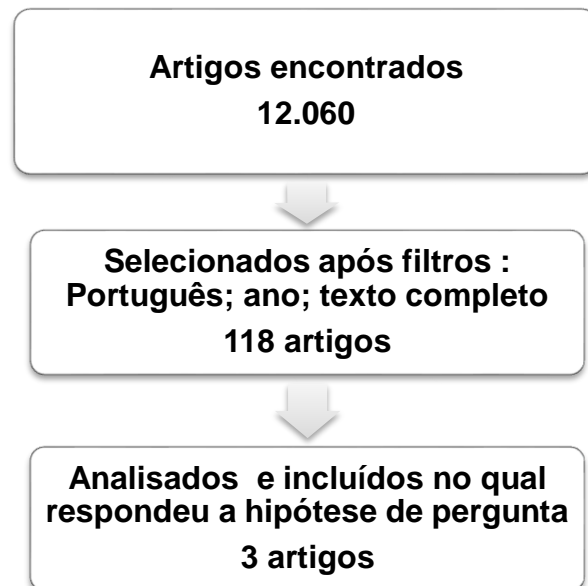 Artigos encontrados
12.060
Selecionados após filtros :
Português; ano; texto completo
118 artigos
Analisados e incluídos no qual
respondeu a hipótese de pergunta
3 artigos